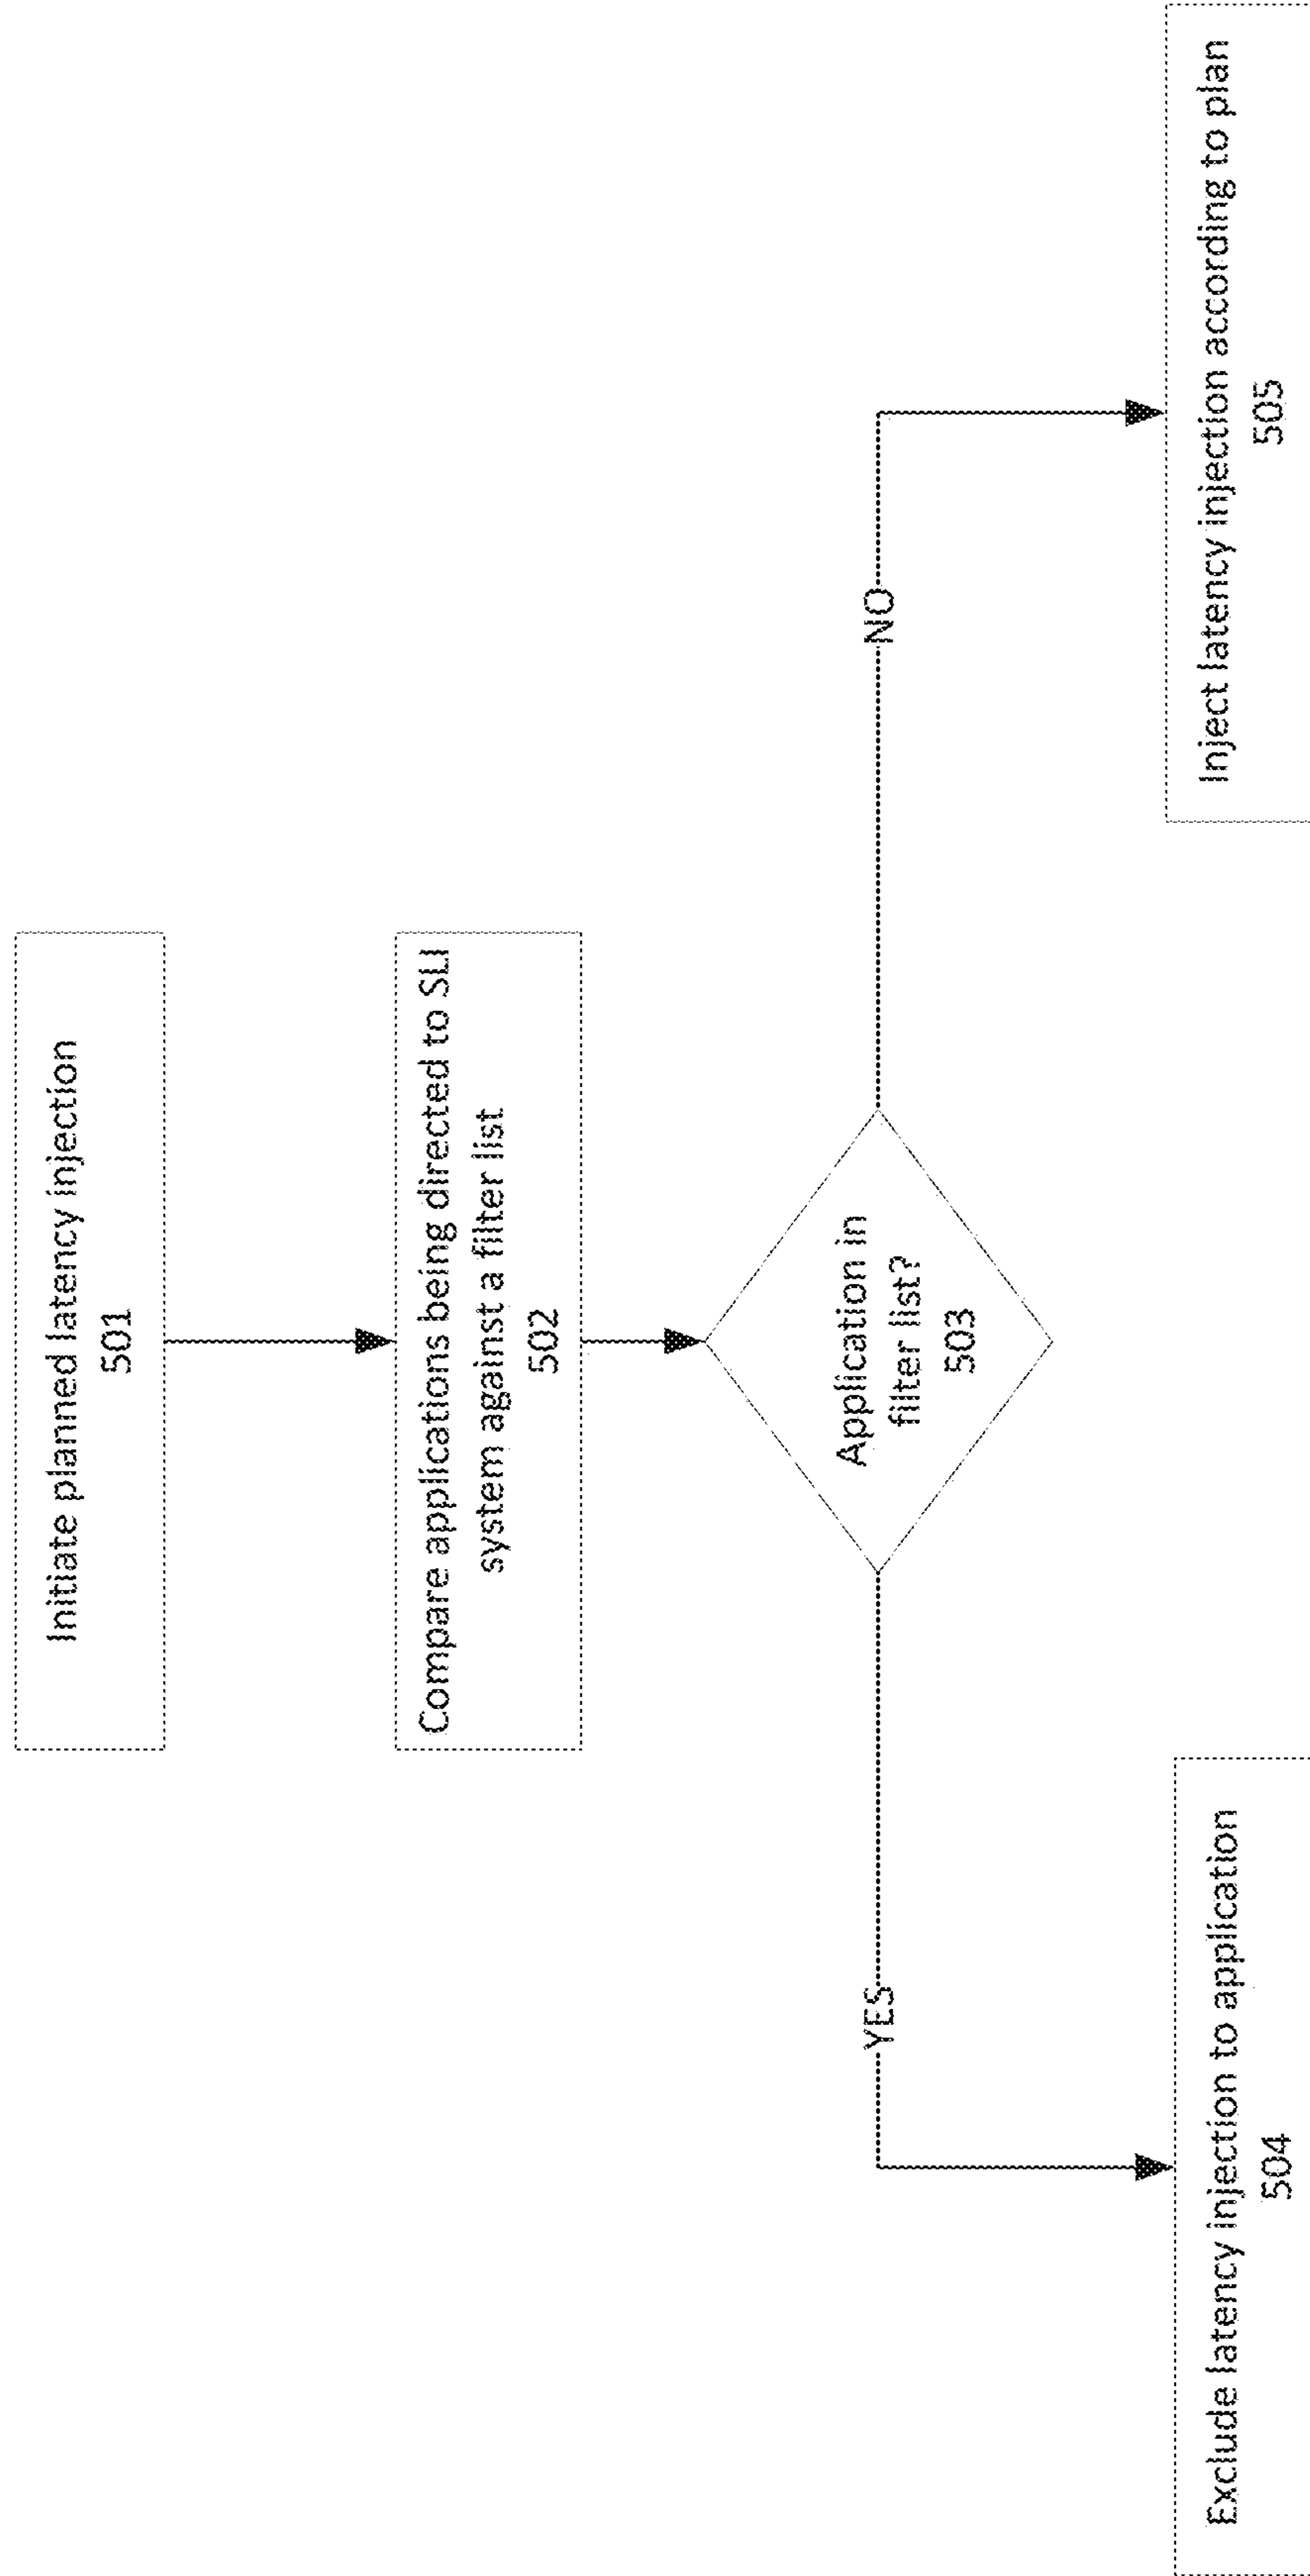 Initiate planned latency injection
501
Compare applications being directed to SLI
system against a filter list
502
Application in
filter list?
503
YES
NO
Exclude latency injection to application
504
Inject latency injection according to plan
505